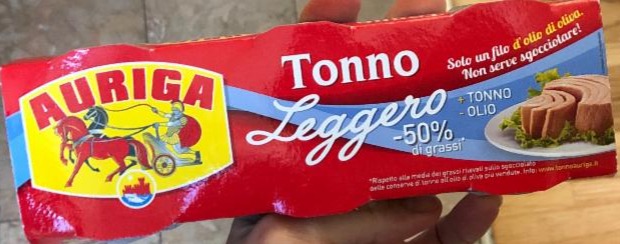 AURIGA
Tonno
Leggero
-50%
di grassi*
Solo un filo d'olio di oliva.
Non serve sgocciolare!
+ TONNO
- OLIO
*Rispetto alla media dei grassi rilevati sullo sgocciolato
delle conserve di tonno all'olio di oliva più vendute. Info: www.tonnoauriga.it